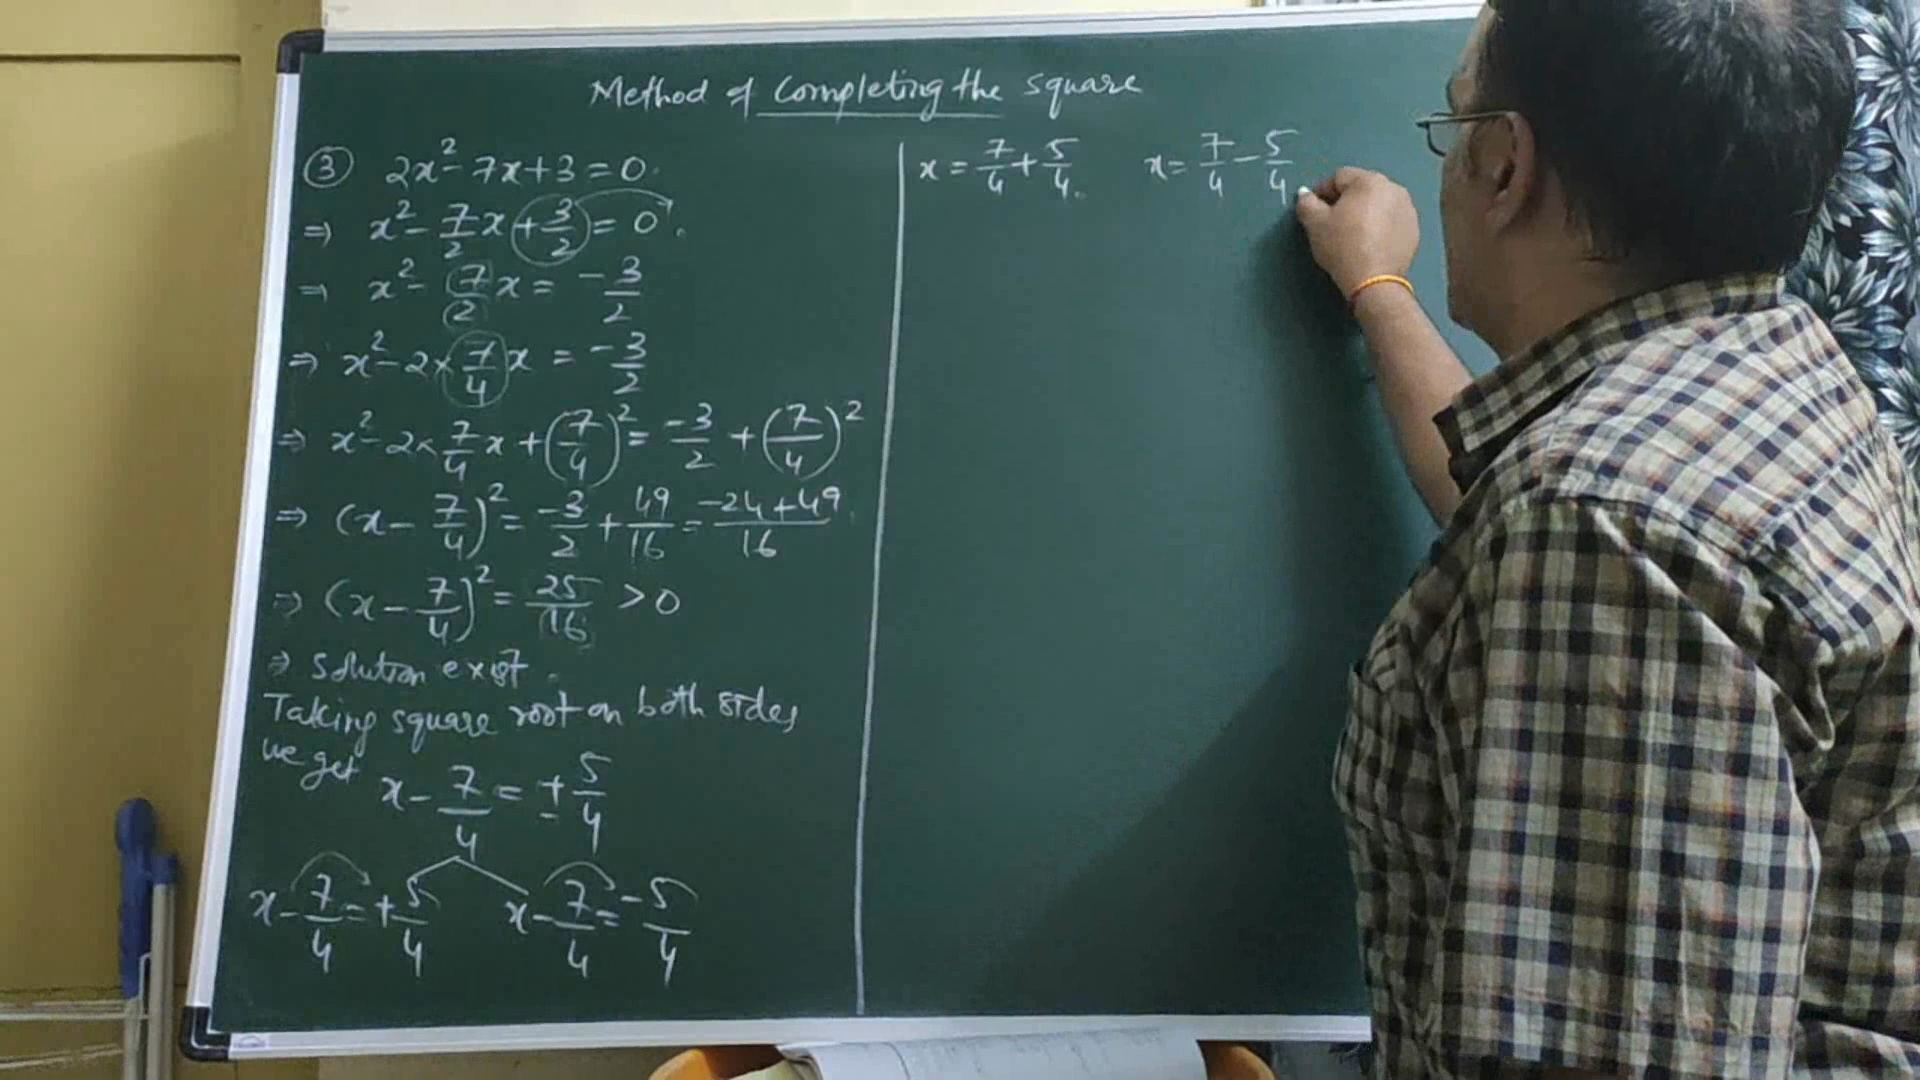 Method of Completing the square
③ 2x² - 7x + 3 = 0.
⇒ x² - 7/2 x + 3/2 = 0.
⇒ x² - 7/2 x = -3/2
⇒ x² - 2 × 7/4 x = -3/2
⇒ x² - 2 × 7/4 x + (7/4)² = -3/2 + (7/4)²
⇒ (x - 7/4)² = -3/2 + 49/16 = (-24 + 49)/16
⇒ (x - 7/4)² = 25/16 > 0
⇒ Solution exist.
Taking square root on both sides
we get
x - 7/4 = ± 5/4
x - 7/4 = + 5/4 x - 7/4 = - 5/4
x = 7/4 + 5/4. x = 7/4 - 5/4